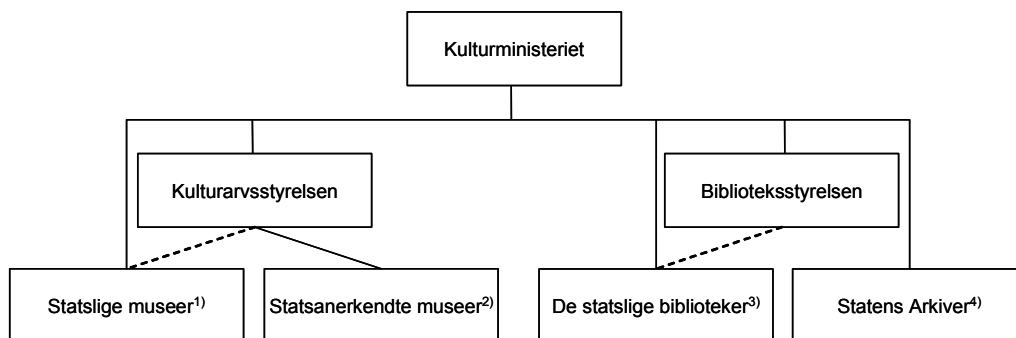 Kulturministeriet
Kulturarvsstyrelsen
Biblioteksstyrelsen
Statslige museer1)
Statsanerkendte museer2)
De statslige biblioteker3)
Statens Arkiver4)